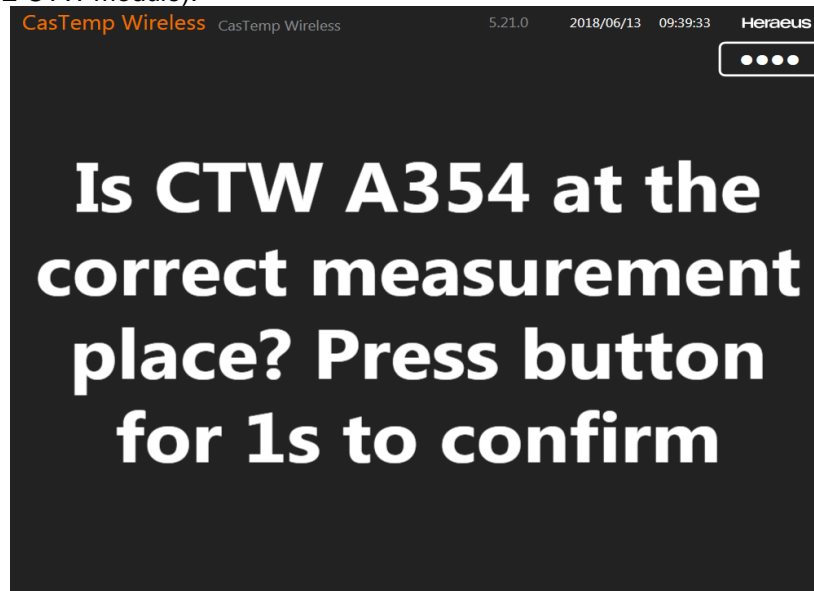 CasTemp Wireless CasTemp Wireless 5.21.0 2018/06/13 09:39:33 Heraeus
Is CTW A354 at the
correct measurement
place? Press button
for 1s to confirm